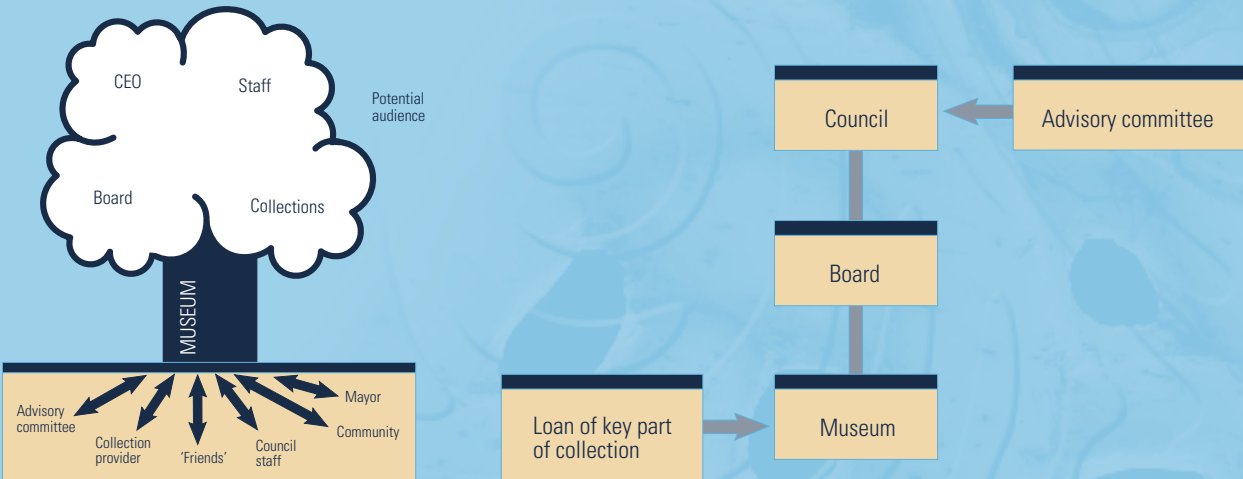 CEO
Staff
Potential
audience
Board
Collections
MUSEUM
Advisory
committee
Collection
provider
'Friends'
Council
staff
Community
Mayor
Council
Advisory committee
Board
Loan of key part
of collection
Museum